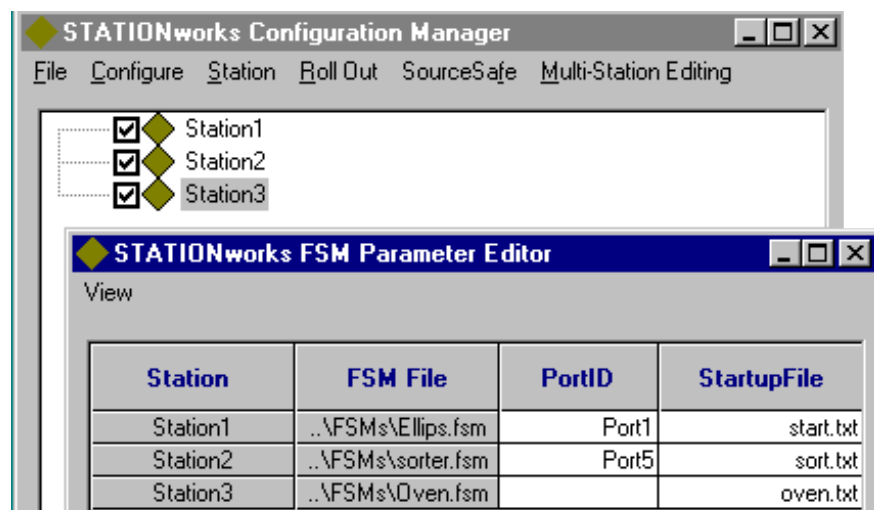 STATIONworks Configuration Manager
File Configure Station Roll Out SourceSafe Multi-Station Editing
Station1
Station2
Station3
STATIONworks FSM Parameter Editor
View
Station FSM File PortID StartupFile
Station1 ..\FSMs\Ellips.fsm Port1 start.txt
Station2 ..\FSMs\sorter.fsm Port5 sort.txt
Station3 ..\FSMs\Oven.fsm oven.txt